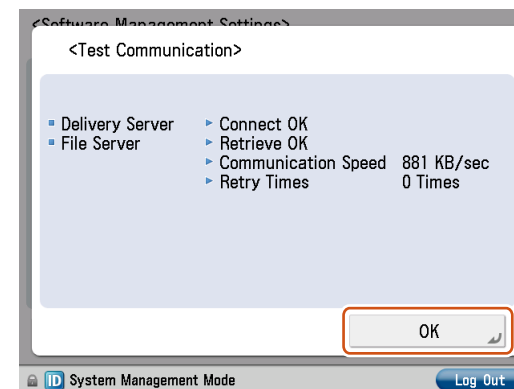 <Software Management Settings>
<Test Communication>
Delivery Server ▸ Connect OK
File Server ▸ Retrieve OK
▸ Communication Speed 881 KB/sec
▸ Retry Times 0 Times
OK
ID System Management Mode Log Out